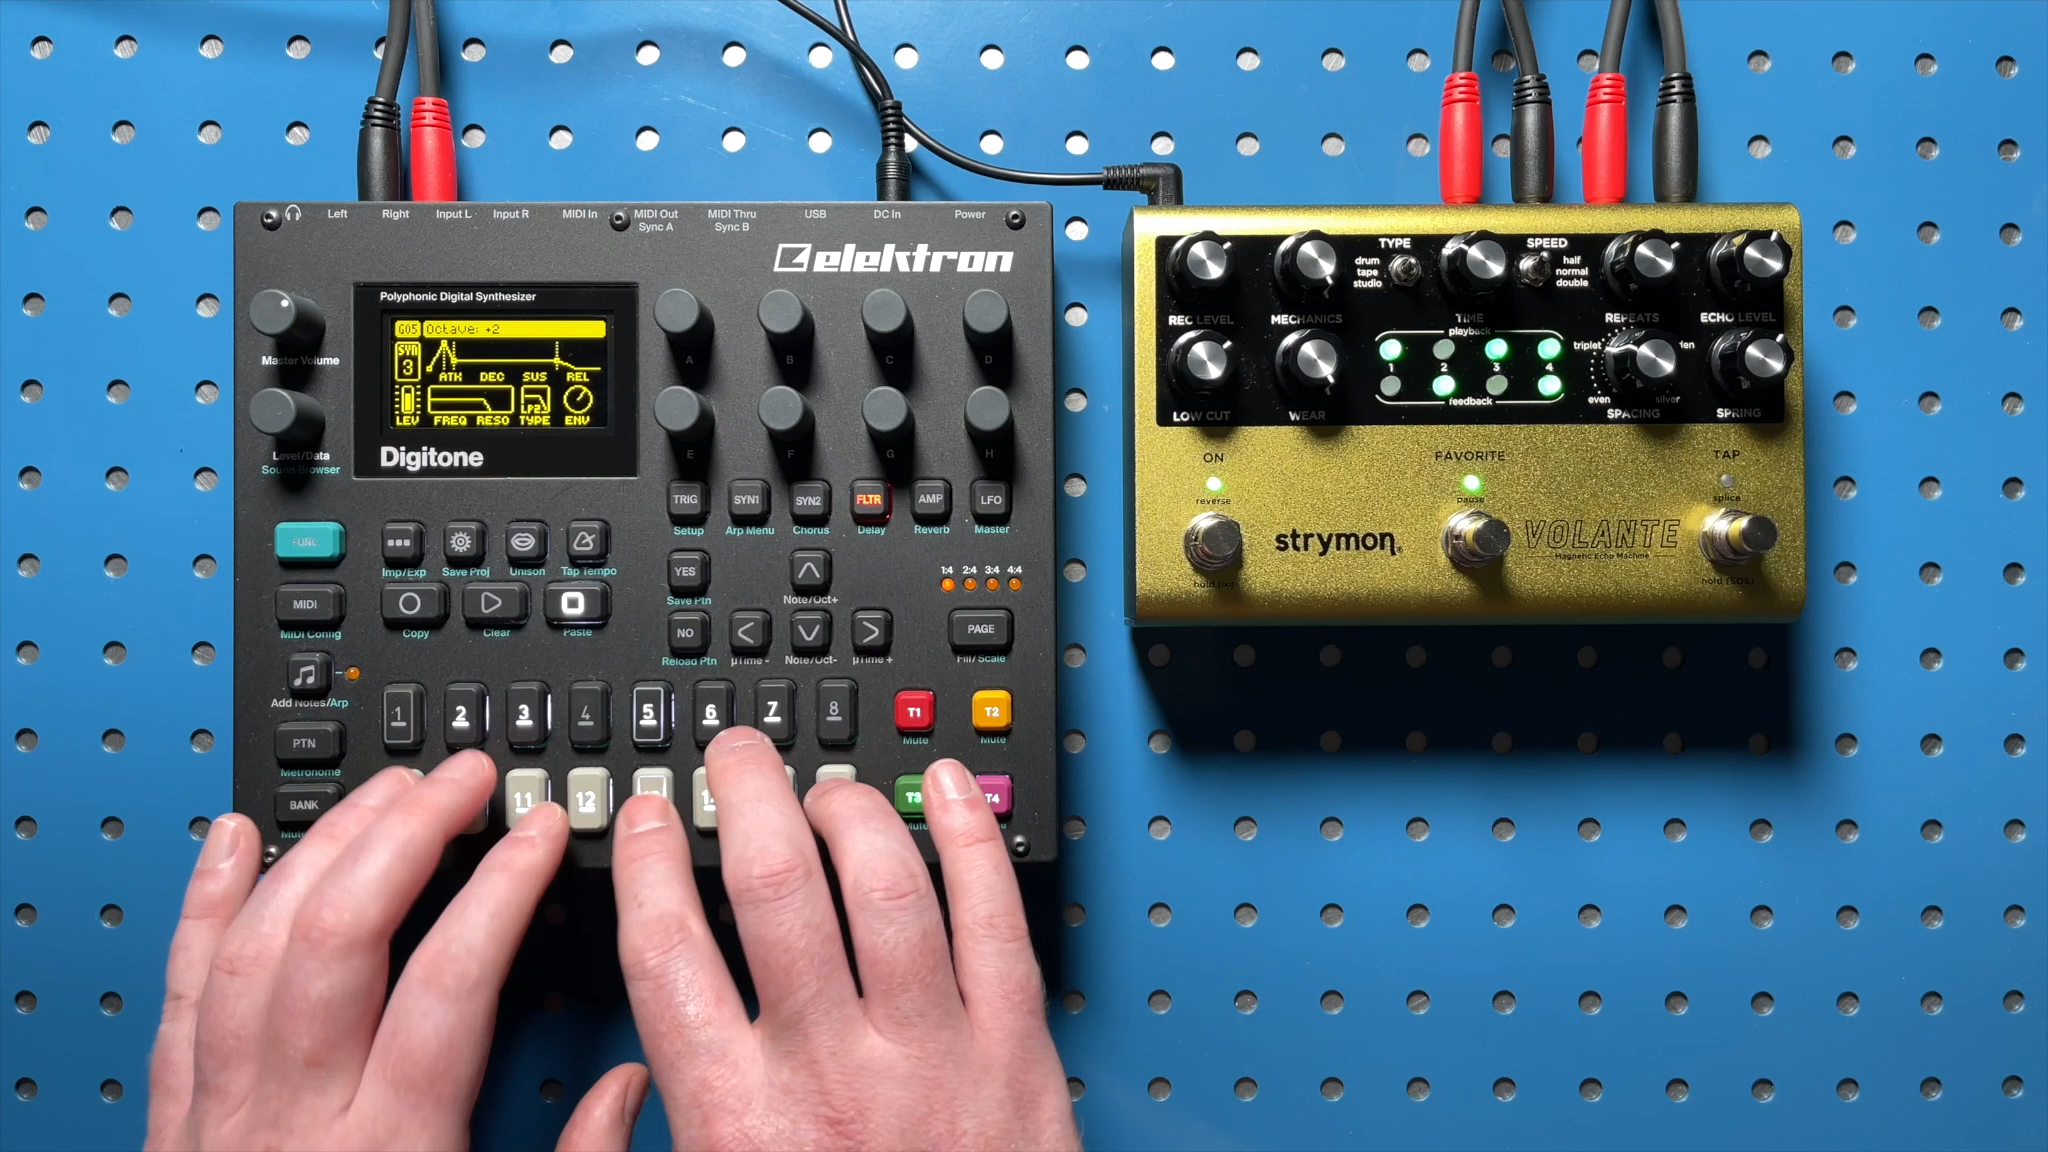 Left Right Input L Input R MIDI In MIDI Out MIDI Thru USB DC In Power
Sync A Sync B
elektron
Polyphonic Digital Synthesizer
G05 Octave: +2
SYN
3
ATK DEC SUS REL
LP2
LEV FREQ RESO TYPE ENV
Digitone
Master Volume
Level/Data
Sound Browser
A B C D
E F G H
TRIG SYN1 SYN2 FLTR AMP LFO
Setup Arp Menu Chorus Delay Reverb Master
FUNC
Imp/Exp Save Proj Unison Tap Tempo
YES
Save Ptn Note/Oct+
1:4 2:4 3:4 4:4
MIDI
MIDI Config
Copy Clear Paste
NO PAGE
Reload Ptn µTime - Note/Oct- µTime + Fill/Scale
Add Notes/Arp
1 2 3 4 5 6 7 8 T1 T2
Mute Mute
PTN
Metronome
BANK
11 12 T3 T4
TYPE SPEED
drum half
tape normal
studio double
REC LEVEL MECHANICS TIME REPEATS ECHO LEVEL
playback
triplet
1 2 3 4
feedback
even silver
LOW CUT WEAR SPACING SPRING
ON FAVORITE TAP
reverse pause splice
strymon
VOLANTE
Magnetic Echo Machine
hold (∞) hold (SOS)